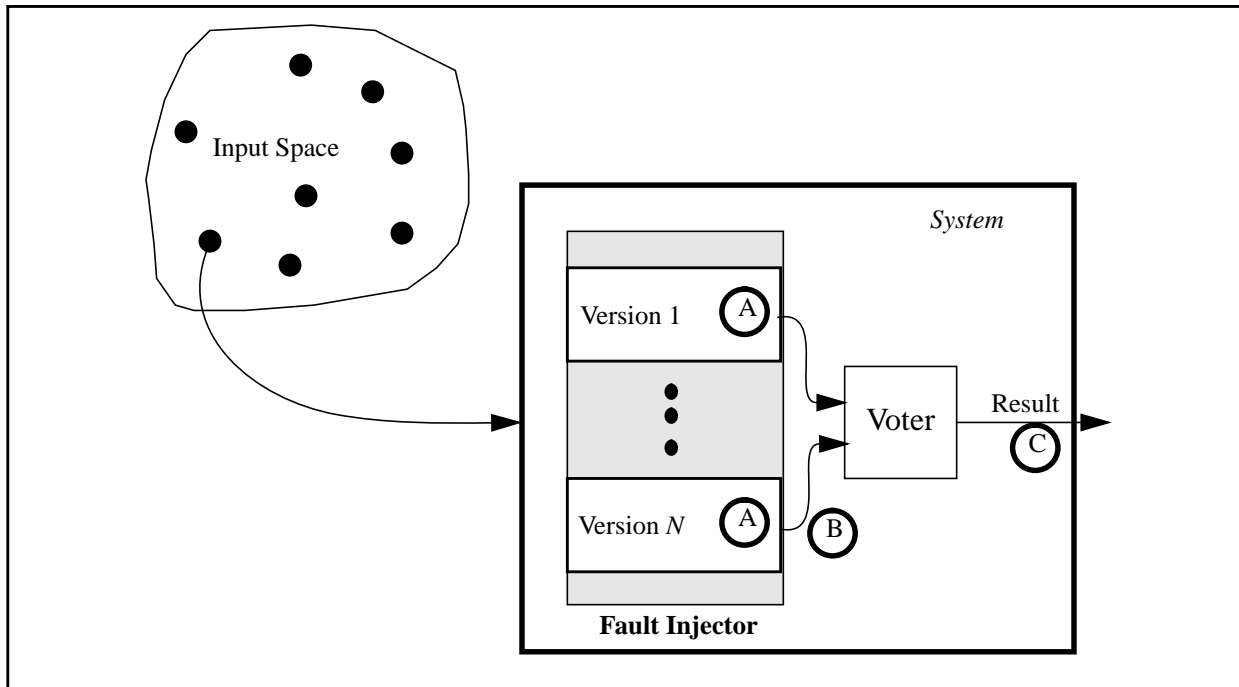 Input Space
System
Version 1
A
Voter
Result
C
Version N
A
B
Fault Injector